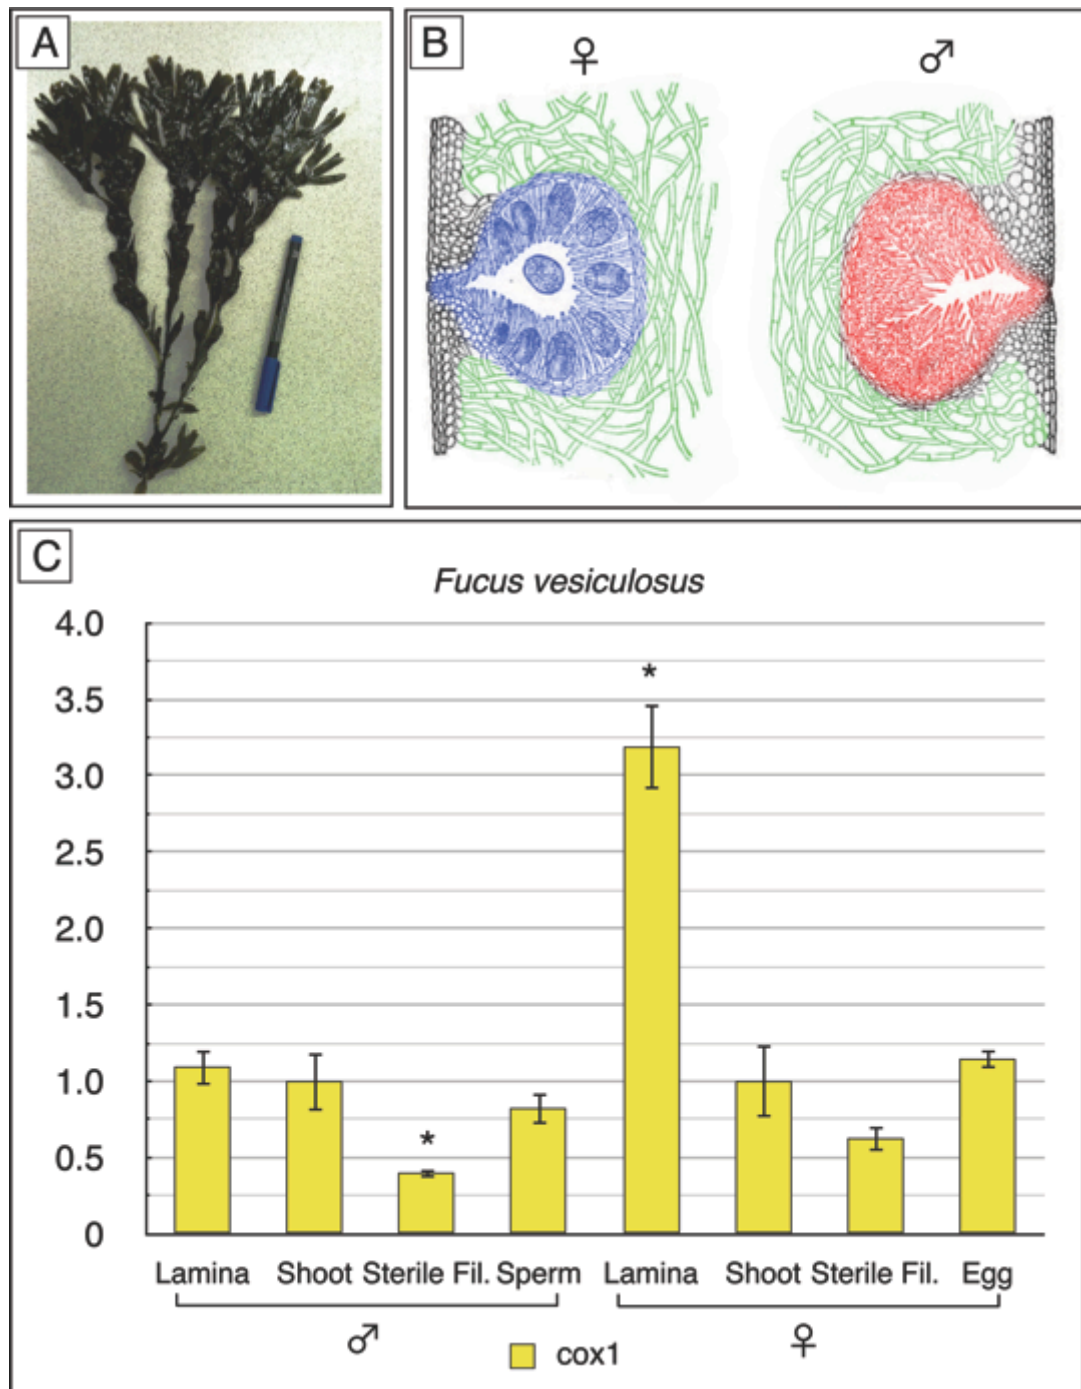 A
B
♀ ♂
C
Fucus vesiculosus
4.0
3.5
3.0
2.5
2.0
1.5
1.0
0.5
0
*
*
Lamina Shoot Sterile Fil. Sperm Lamina Shoot Sterile Fil. Egg
♂ ♀
cox1